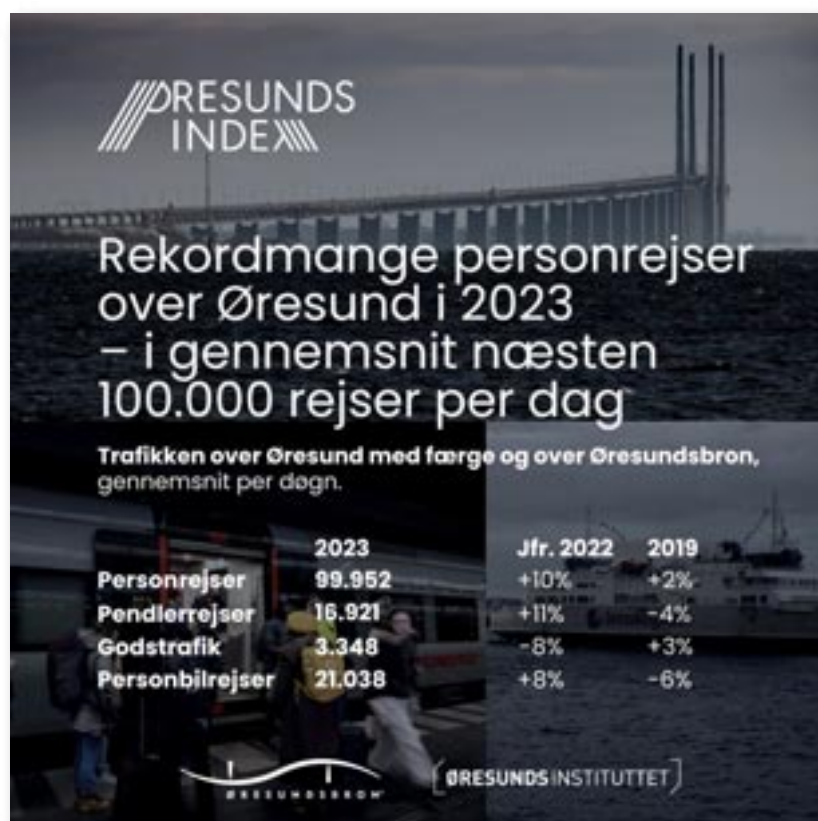 ØRESUNDS
INDEX
Rekordmange personrejser
over Øresund i 2023
– i gennemsnit næsten
100.000 rejser per dag
Trafikken over Øresund med færge og over Øresundsbron,
gennemsnit per døgn.
2023 Jfr. 2022 2019
Personrejser 99.952 +10% +2%
Pendlerrejser 16.921 +11% -4%
Godstrafik 3.348 -8% +3%
Personbilrejser 21.038 +8% -6%
ØRESUNDSBRON
ØRESUNDSINSTITUTTET